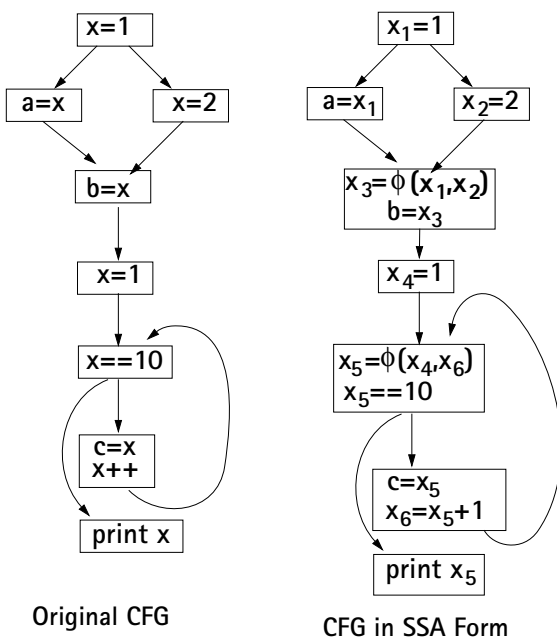 x=1
a=x
x=2
b=x
x=1
x==10
c=x
x++
print x
Original CFG
x₁=1
a=x₁
x₂=2
x₃=ϕ(x₁,x₂)
b=x₃
x₄=1
x₅=ϕ(x₄,x₆)
x₅==10
c=x₅
x₆=x₅+1
print x₅
CFG in SSA Form